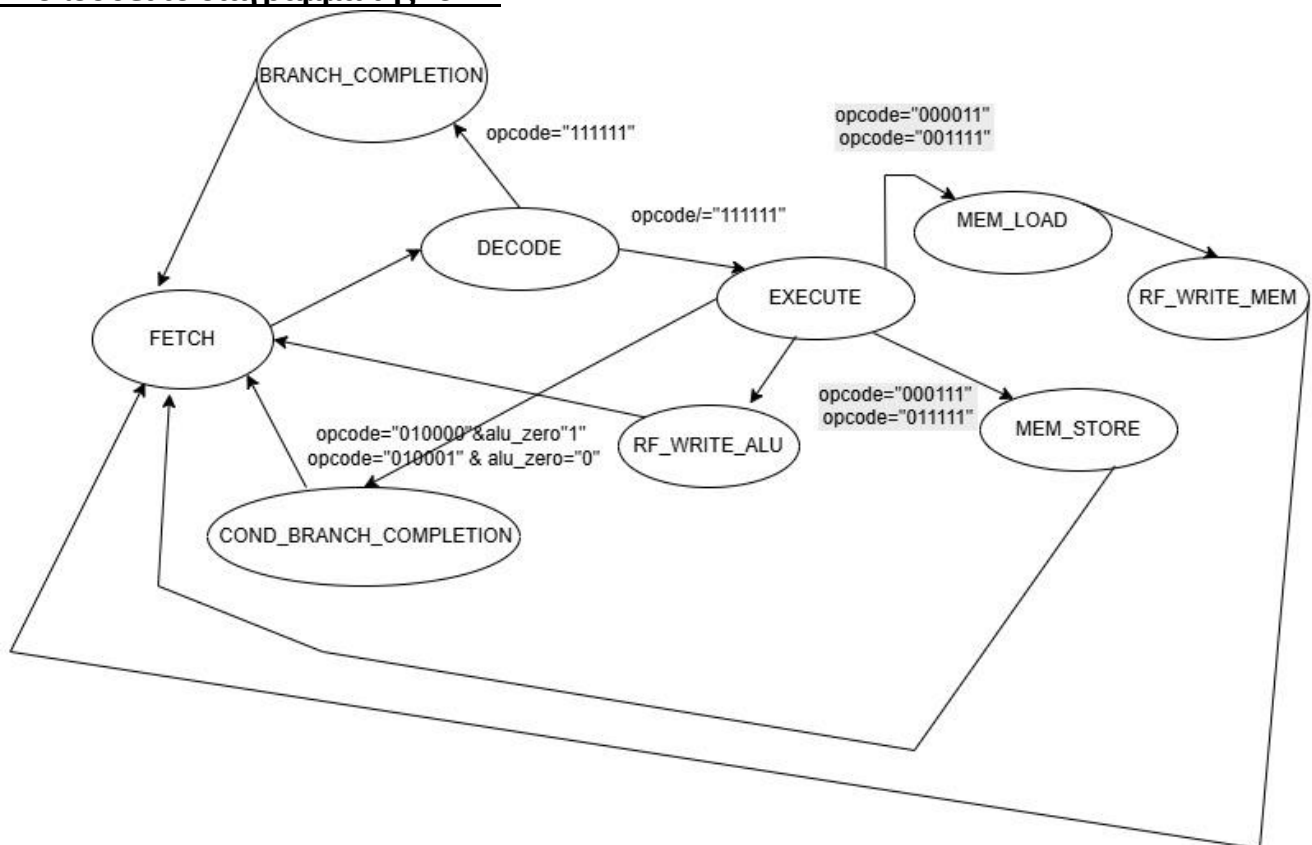 BRANCH_COMPLETION
opcode="111111"
opcode="000011"
opcode="001111"
opcode/="111111"
MEM_LOAD
DECODE
EXECUTE
RF_WRITE_MEM
FETCH
opcode="000111"
opcode="011111"
MEM_STORE
opcode="010000"&alu_zero"1"
opcode="010001" & alu_zero="0"
RF_WRITE_ALU
COND_BRANCH_COMPLETION